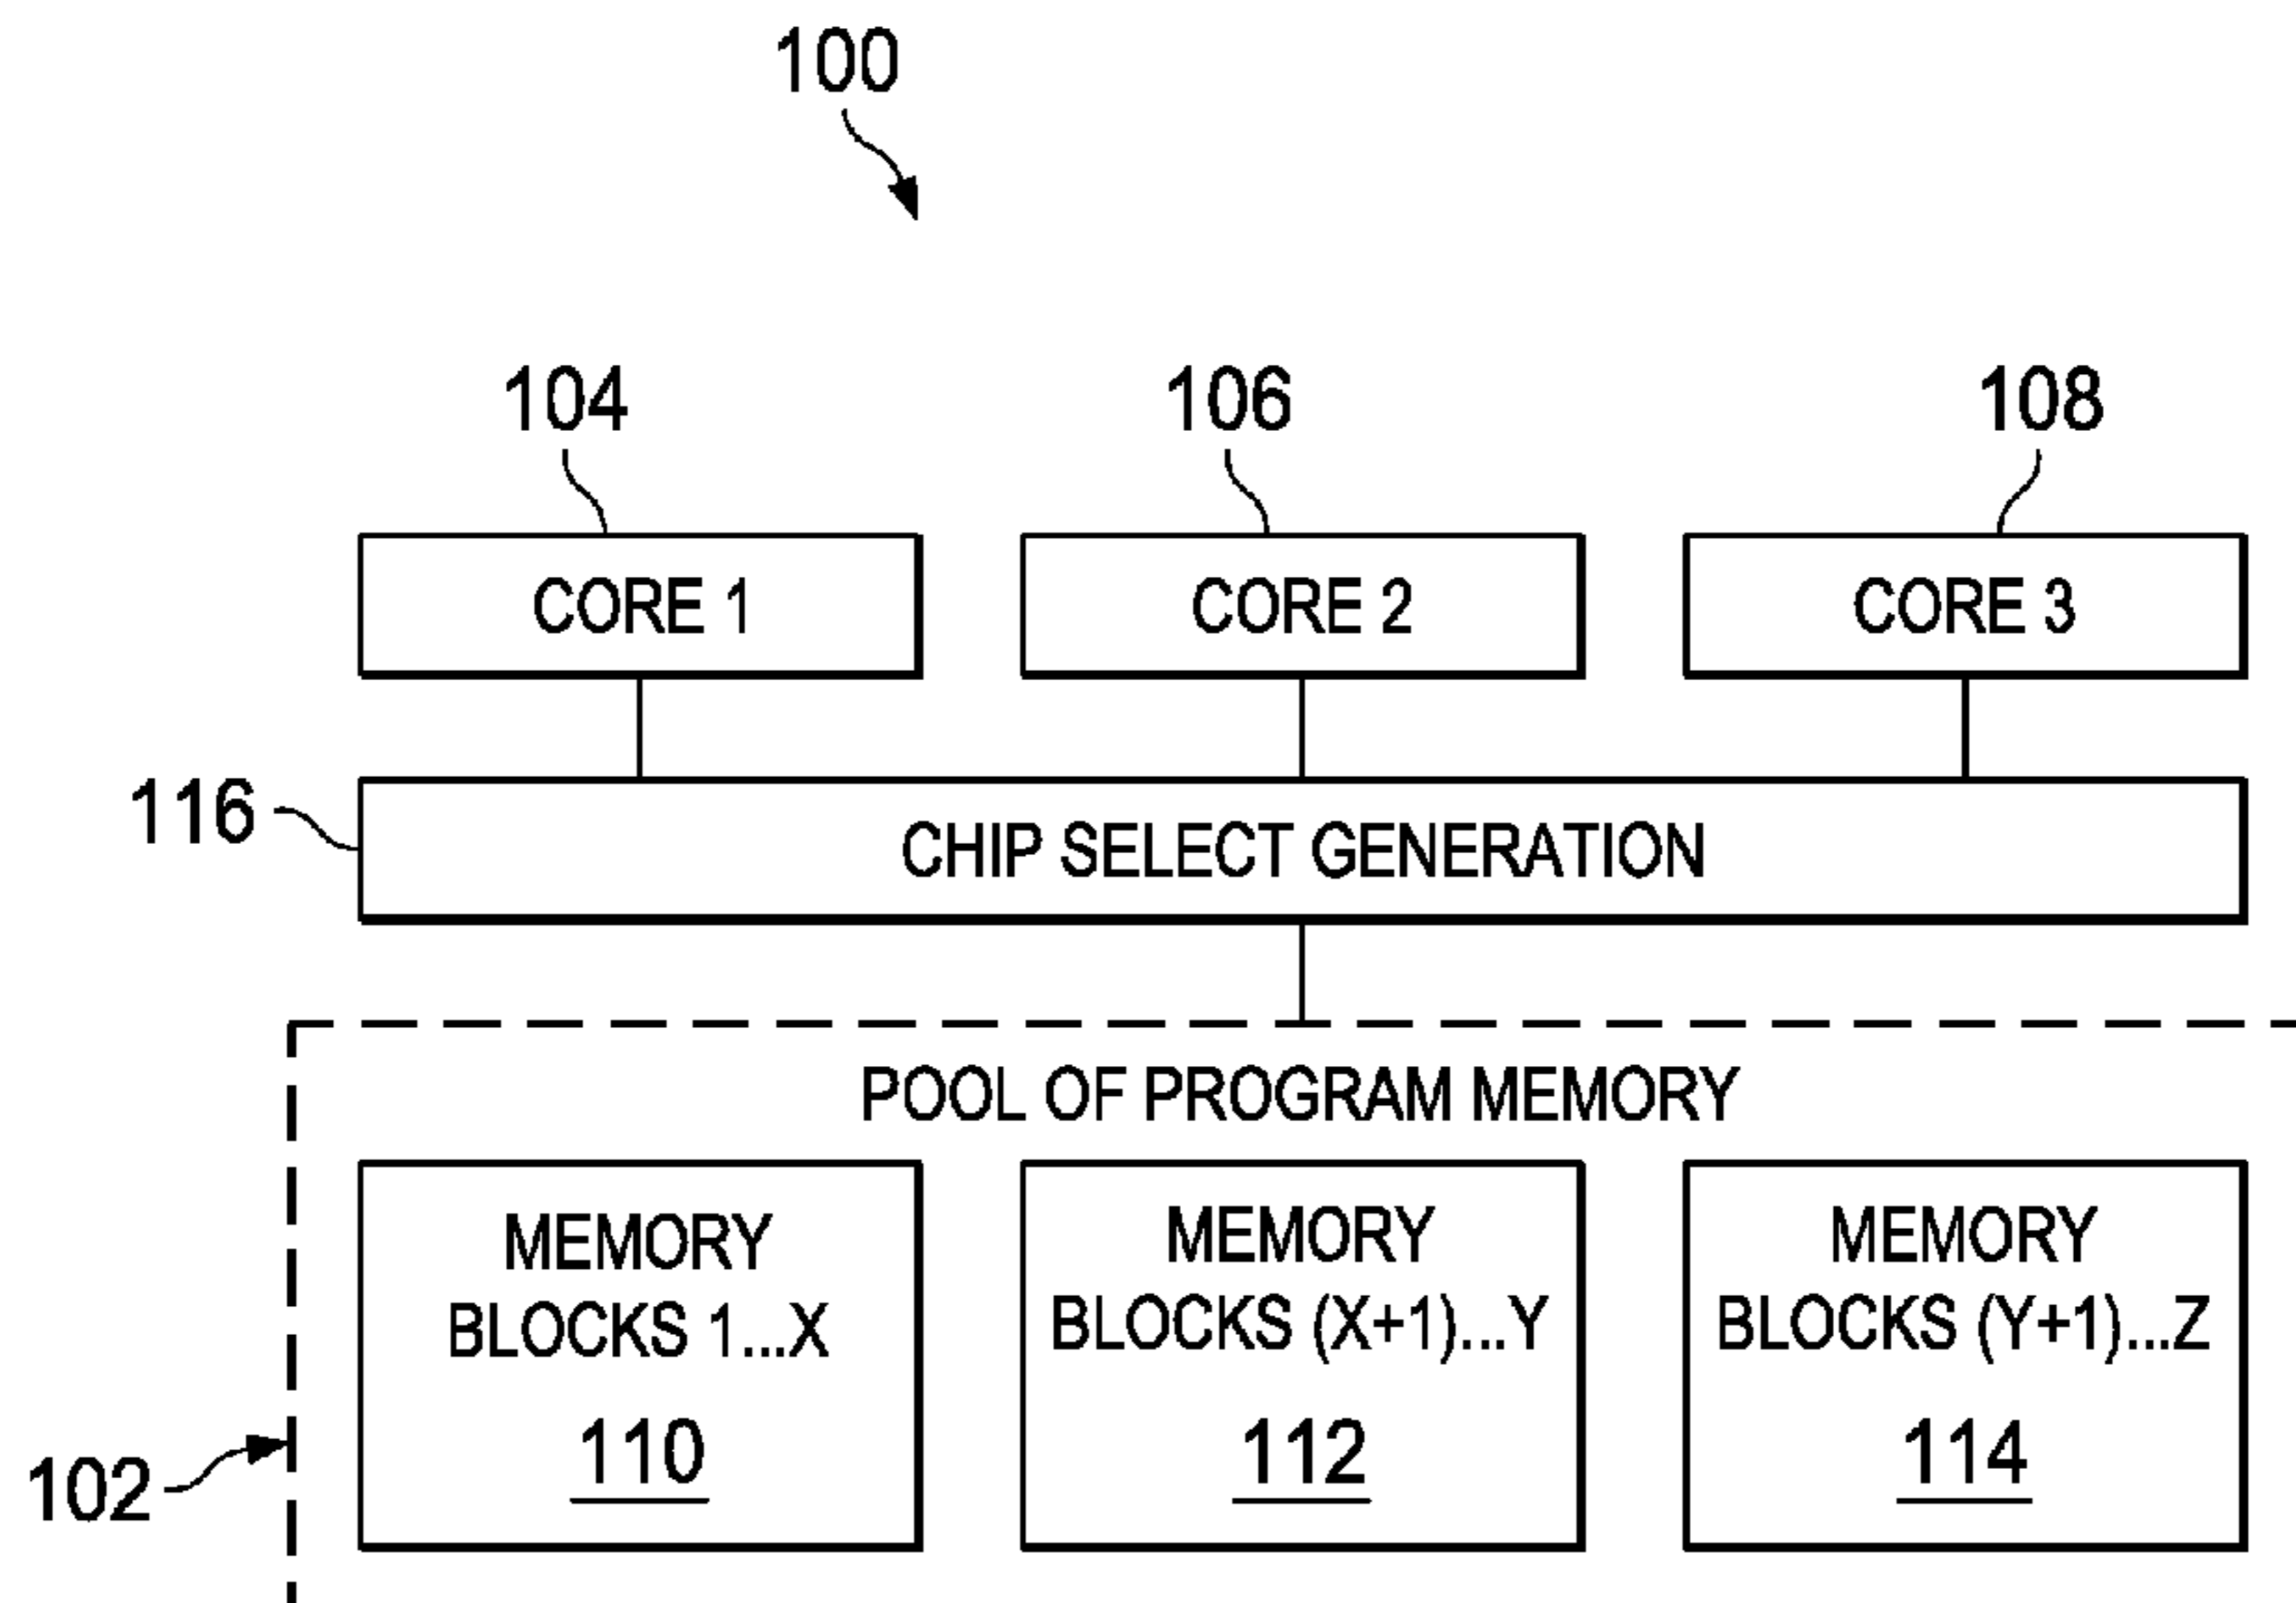 100
104
106
108
CORE 1
CORE 2
CORE 3
116
CHIP SELECT GENERATION
POOL OF PROGRAM MEMORY
MEMORY
BLOCKS 1...X
110
MEMORY
BLOCKS (X+1)...Y
112
MEMORY
BLOCKS (Y+1)...Z
114
102